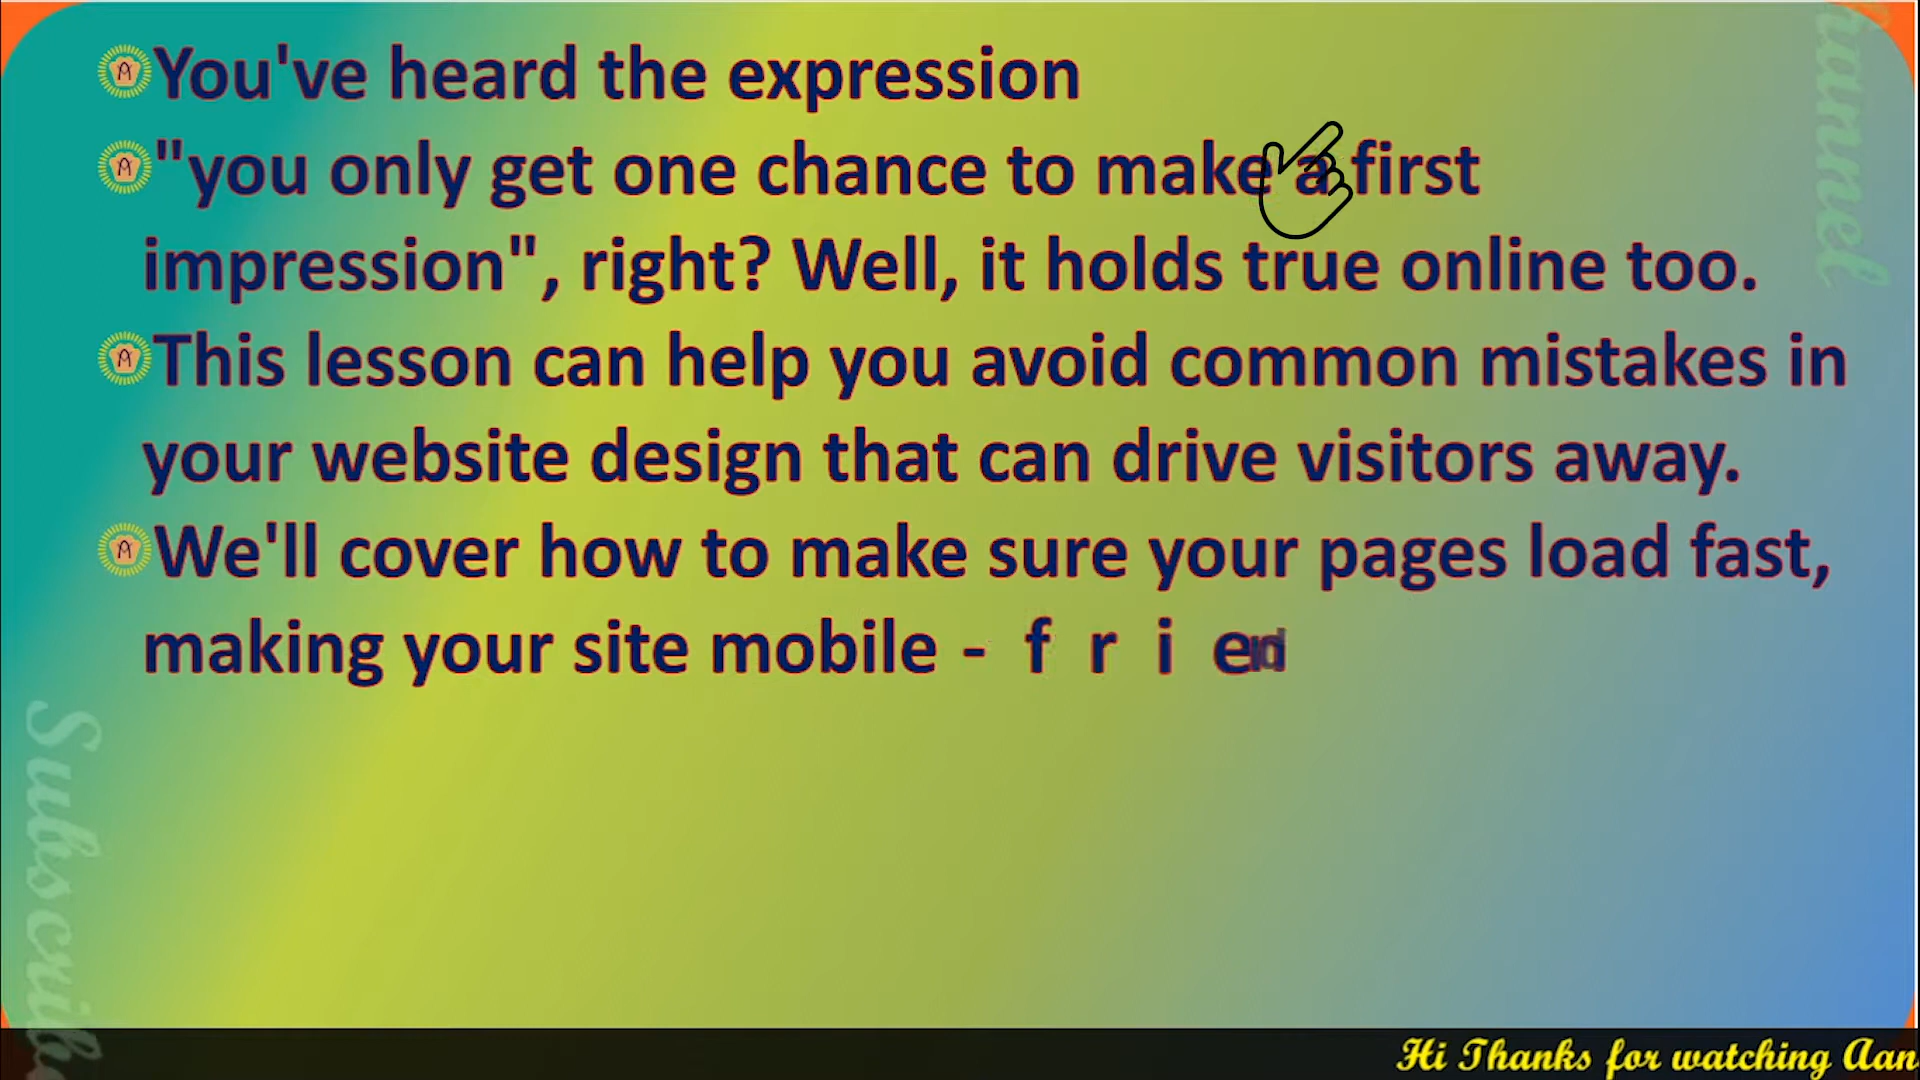 You've heard the expression
"you only get one chance to make a first
impression", right? Well, it holds true online too.
This lesson can help you avoid common mistakes in
your website design that can drive visitors away.
We'll cover how to make sure your pages load fast,
making your site mobile - f r i e
Hi Thanks for watching Aan
Subscribe
hannel